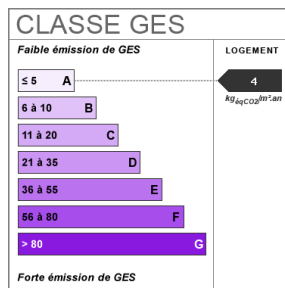 CLASSE GES
Faible émission de GES
LOGEMENT
≤ 5 A
4
kgéqCO2/m².an
6 à 10 B
11 à 20 C
21 à 35 D
36 à 55 E
56 à 80 F
> 80 G
Forte émission de GES